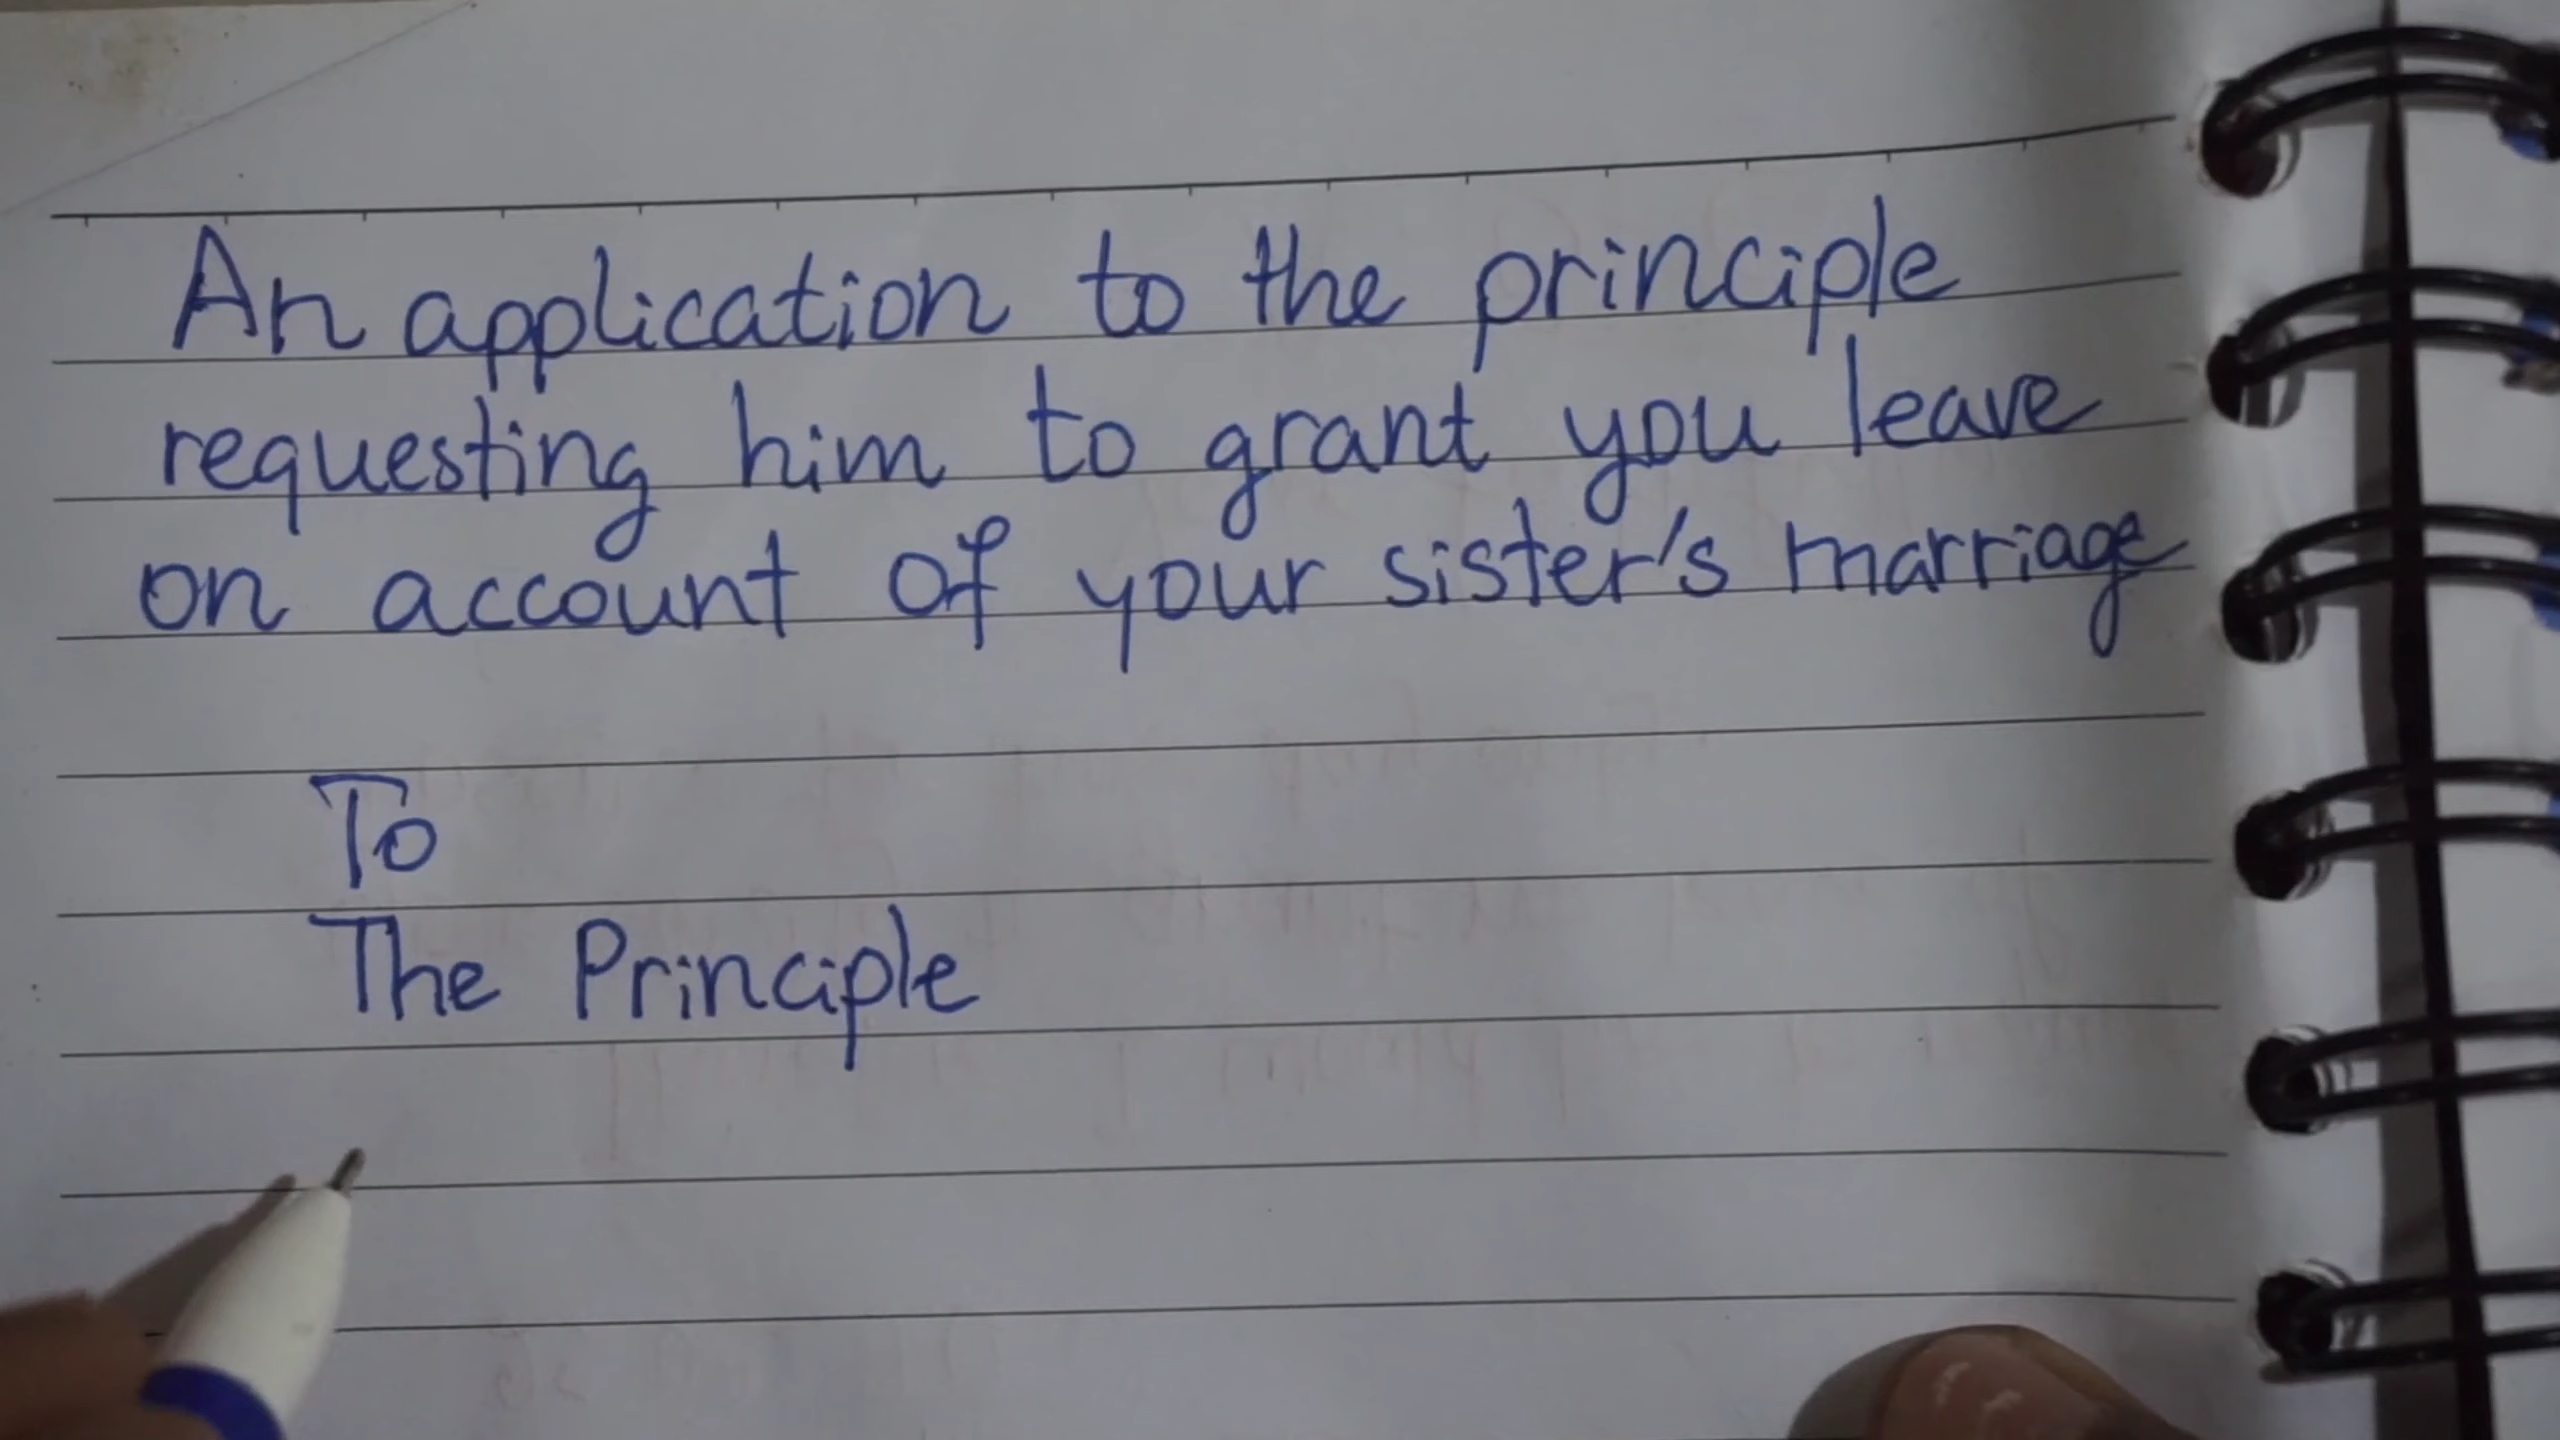 An application to the principle
requesting him to grant you leave
on account of your sister's marriage
To
The Principle